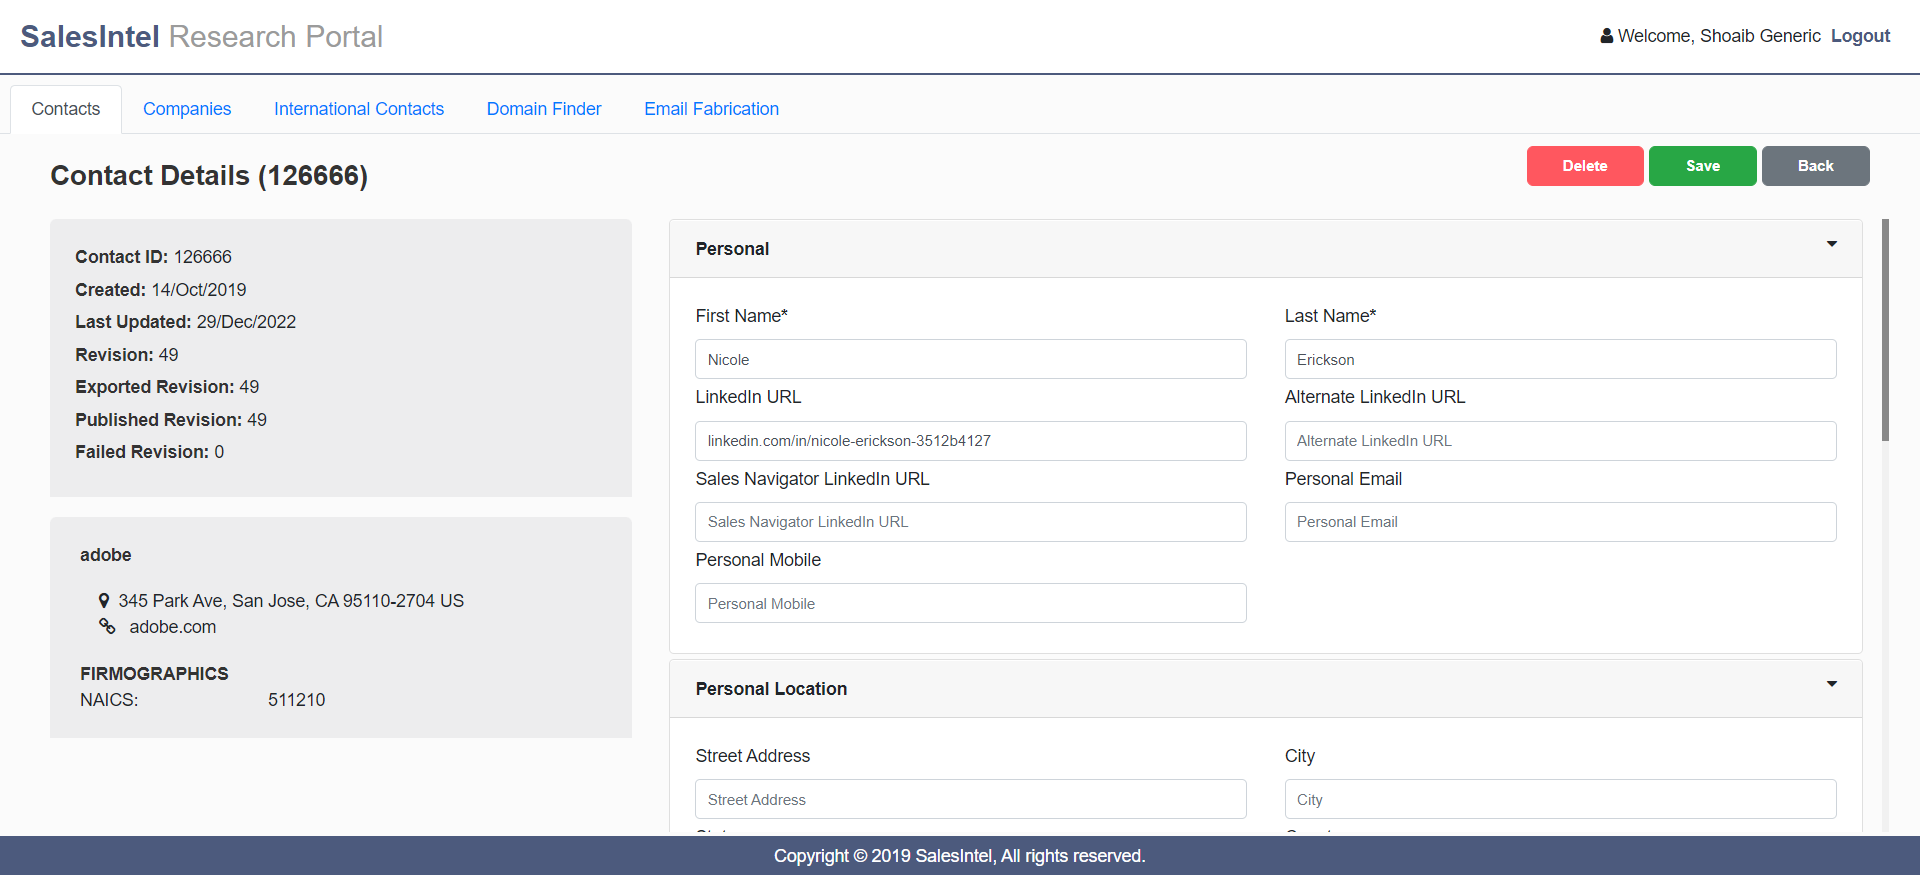 SalesIntel Research Portal
Welcome, Shoaib Generic Logout
Contacts Companies International Contacts Domain Finder Email Fabrication
Contact Details (126666)
Delete Save Back
Contact ID: 126666
Created: 14/Oct/2019
Last Updated: 29/Dec/2022
Revision: 49
Exported Revision: 49
Published Revision: 49
Failed Revision: 0
adobe
345 Park Ave, San Jose, CA 95110-2704 US
adobe.com
FIRMOGRAPHICS
NAICS: 511210
Personal
First Name* Last Name*
Nicole Erickson
LinkedIn URL Alternate LinkedIn URL
linkedin.com/in/nicole-erickson-3512b4127 Alternate LinkedIn URL
Sales Navigator LinkedIn URL Personal Email
Sales Navigator LinkedIn URL Personal Email
Personal Mobile
Personal Mobile
Personal Location
Street Address City
Street Address City
Copyright © 2019 SalesIntel, All rights reserved.